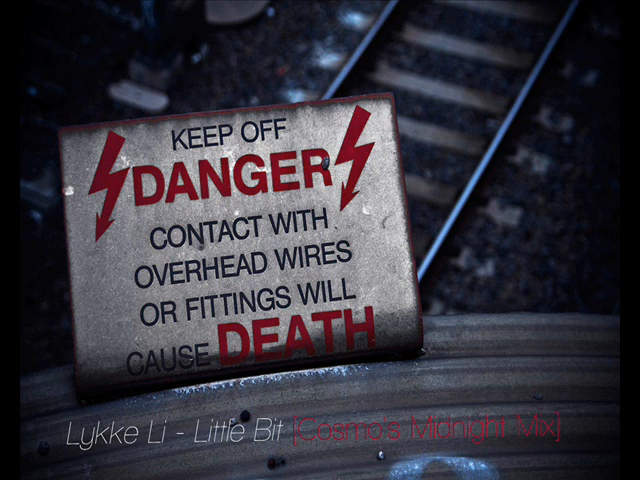 KEEP OFF
DANGER
CONTACT WITH
OVERHEAD WIRES
OR FITTINGS WILL
CAUSE DEATH
Lykke Li - Little Bit [Cosmo's Midnight Mix]